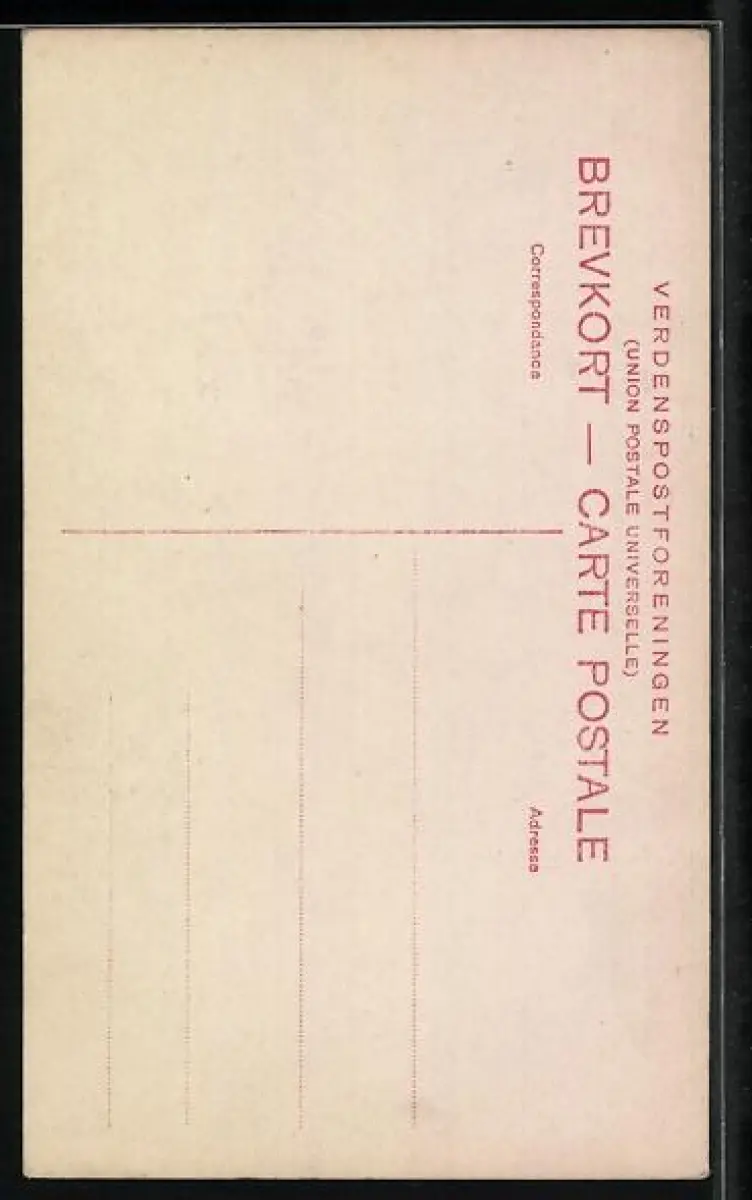 VERDENSPOSTFORENINGEN
(UNION POSTALE UNIVERSELLE)
BREVKORT — CARTE POSTALE
Correspondance
Adresse